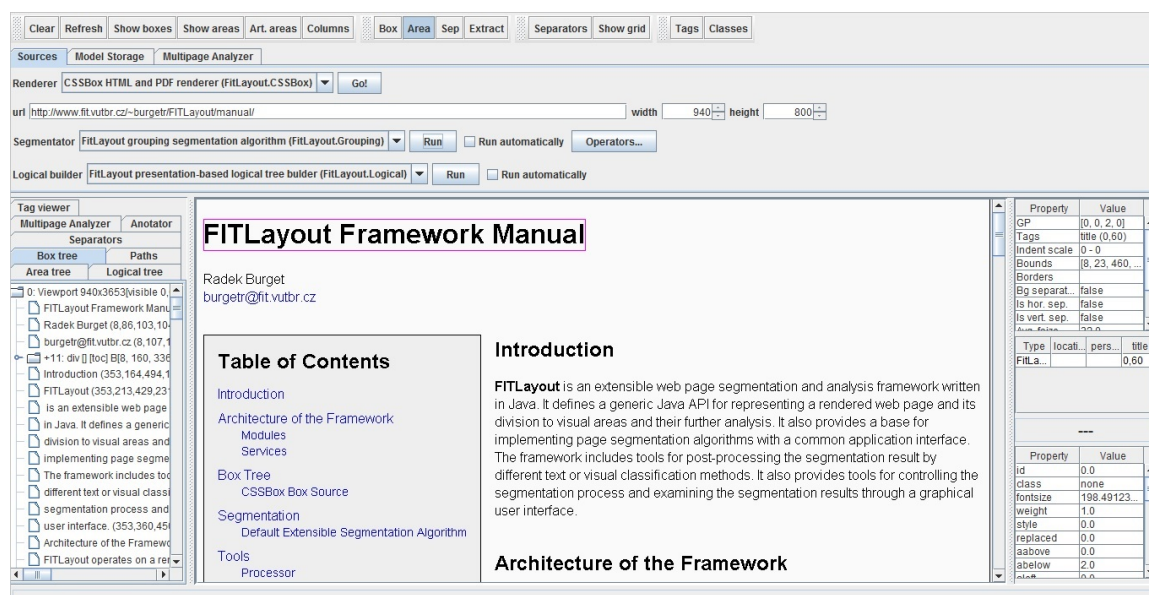 Clear Refresh Show boxes Show areas Art. areas Columns Box Area Sep Extract Separators Show grid Tags Classes
Sources Model Storage Multipage Analyzer
Renderer CSSBox HTML and PDF renderer (FitLayout.CSSBox) Go!
url http://www.fit.vutbr.cz/~burgetr/FITLayout/manual/ width 940 height 800
Segmentator FitLayout grouping segmentation algorithm (FitLayout.Grouping) Run Run automatically Operators...
Logical builder FitLayout presentation-based logical tree bulder (FitLayout.Logical) Run Run automatically
Tag viewer
Multipage Analyzer Anotator
Separators
Box tree Paths
Area tree Logical tree
0: Viewport 940x3653[visible 0,
FITLayout Framework Manu
Radek Burget (8,86,103,10
burgetr@fit.vutbr.cz (8,107,1
+11: div [] [toc] B[8, 160, 336
Introduction (353,164,494,1
FITLayout (353,213,429,23
is an extensible web page
in Java. It defines a generic
division to visual areas and
implementing page segme
The framework includes too
different text or visual classi
segmentation process and
user interface. (353,360,45
Architecture of the Framewo
FITLayout operates on a rer
FITLayout Framework Manual
Radek Burget
burgetr@fit.vutbr.cz
Table of Contents
Introduction
Architecture of the Framework
Modules
Services
Box Tree
CSSBox Box Source
Segmentation
Default Extensible Segmentation Algorithm
Tools
Processor
Introduction
FITLayout is an extensible web page segmentation and analysis framework written
in Java. It defines a generic Java API for representing a rendered web page and its
division to visual areas and their further analysis. It also provides a base for
implementing page segmentation algorithms with a common application interface.
The framework includes tools for post-processing the segmentation result by
different text or visual classification methods. It also provides tools for controlling the
segmentation process and examining the segmentation results through a graphical
user interface.
Architecture of the Framework
Property Value
GP [0, 0, 2, 0]
Tags title (0,60)
Indent scale 0 - 0
Bounds [8, 23, 460, ...
Borders
Bg separat... false
Is hor. sep. false
Is vert. sep. false
Type locati... pers... title
FitLa... 0,60
---
Property Value
id 0.0
class none
fontsize 198.49123...
weight 1.0
style 0.0
replaced 0.0
aabove 0.0
abelow 2.0